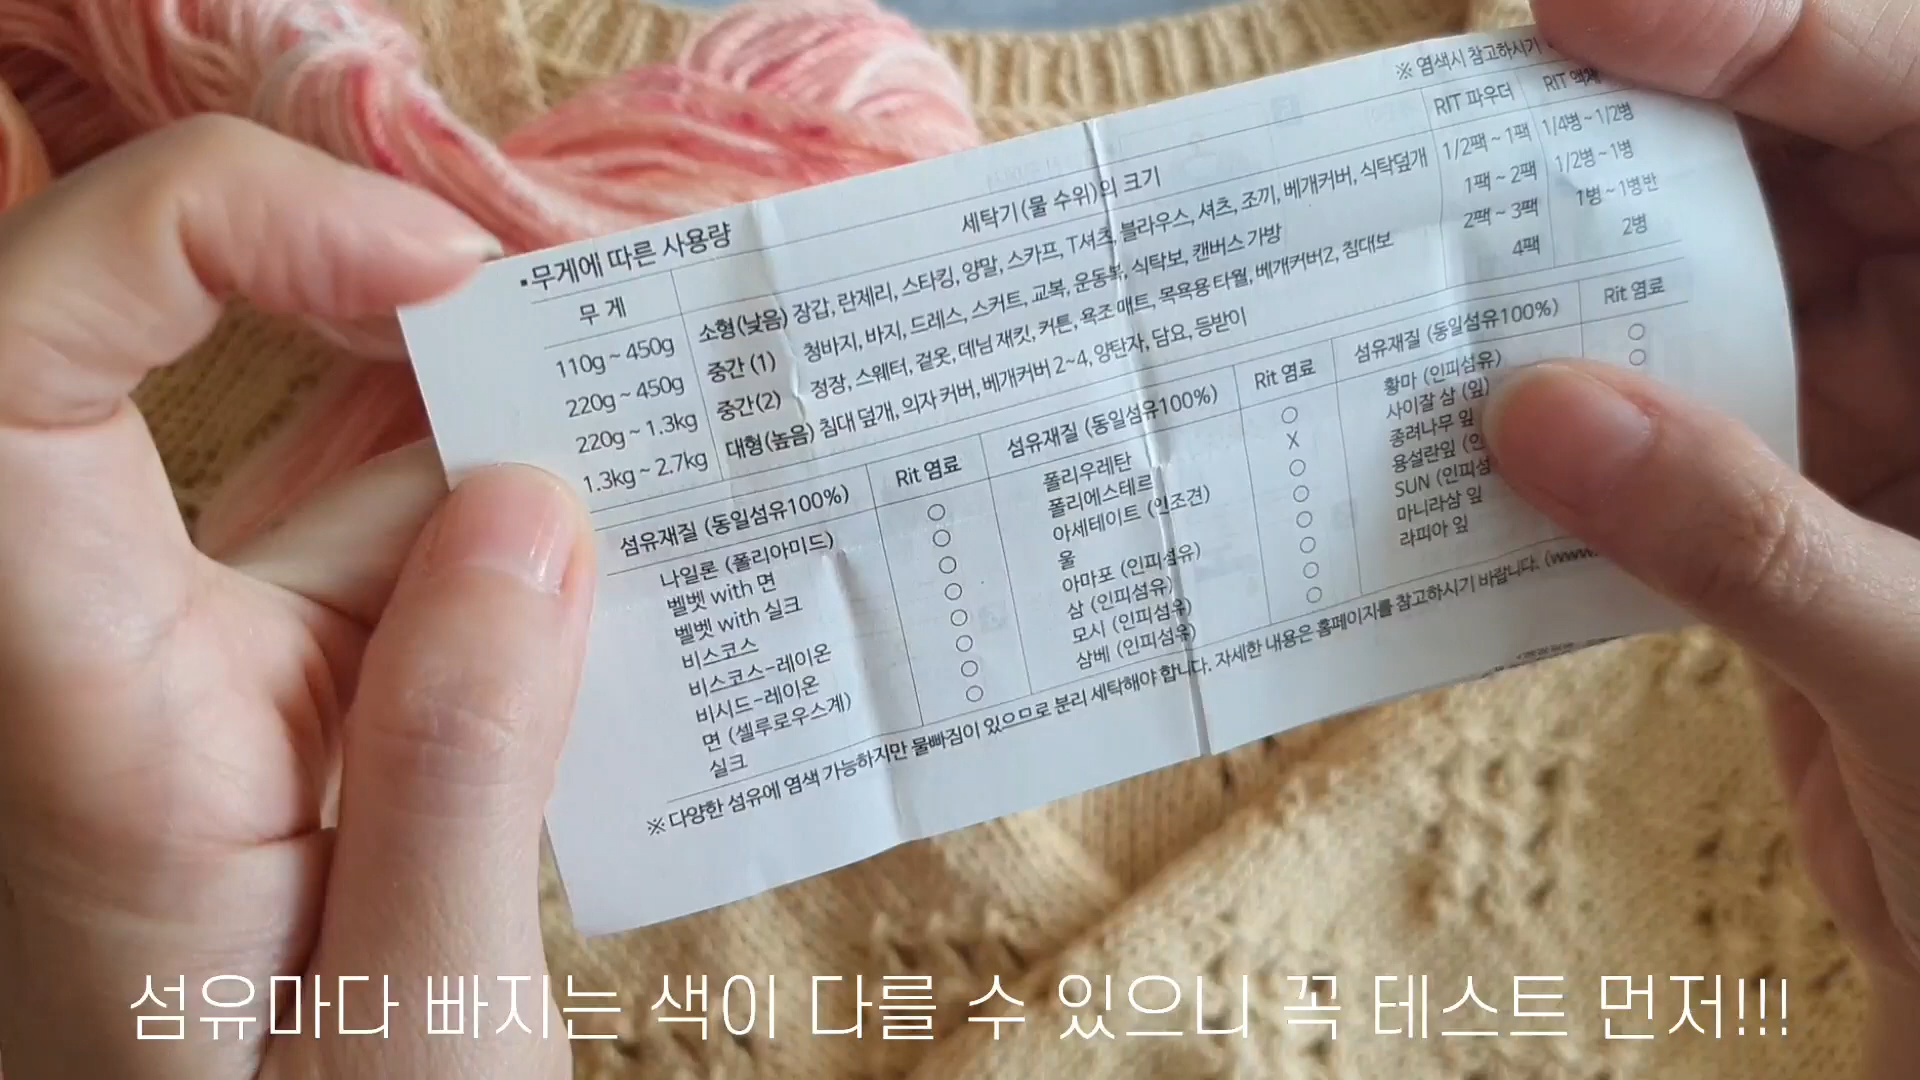 ※ 염색시 참고하시기
▪무게에 따른 사용량
무 게 세탁기(물 수위)의 크기 RIT 파우더 RIT 액체
110g ~ 450g 소형(낮음) 장갑, 란제리, 스타킹, 양말, 스카프, T셔츠, 블라우스, 셔츠, 조끼, 베개커버, 식탁덮개 1/2팩 ~ 1팩 1/4병 ~ 1/2병
220g ~ 450g 중간 (1) 청바지, 바지, 드레스, 스커트, 교복, 운동복, 식탁보, 캔버스 가방 1팩 ~ 2팩 1/2병 ~ 1병
220g ~ 1.3kg 중간(2) 정장, 스웨터, 겉옷, 데님 재킷, 커튼, 욕조 매트, 목욕용 타월, 베개커버2, 침대보 2팩 ~ 3팩 1병 ~ 1병반
1.3kg ~ 2.7kg 대형(높음) 침대 덮개, 의자 커버, 베개커버 2~4, 양탄자, 담요, 등받이 4팩 2병
섬유재질 (동일섬유100%) Rit 염료 섬유재질 (동일섬유100%) Rit 염료 섬유재질 (동일섬유100%) Rit 염료
나일론 (폴리아미드) ○ 폴리우레탄 ○ 황마 (인피섬유) ○
벨벳 with 면 ○ 폴리에스테르 X 사이잘 삼 (잎) ○
벨벳 with 실크 ○ 아세테이트 (인조견) ○ 종려나무 잎
비스코스 ○ 울 ○ 용설란잎 (인
비스코스-레이온 ○ 아마포 (인피섬유) ○ SUN (인피섬
비시드-레이온 ○ 삼 (인피섬유) ○ 마니라삼 잎
면 (셀루로우스계) ○ 모시 (인피섬유) ○ 라피아 잎
실크 ○ 삼베 (인피섬유) ○
※ 다양한 섬유에 염색 가능하지만 물빠짐이 있으므로 분리 세탁해야 합니다. 자세한 내용은 홈페이지를 참고하시기 바랍니다. (www.
섬유마다 빠지는 색이 다를 수 있으니 꼭 테스트 먼저!!!